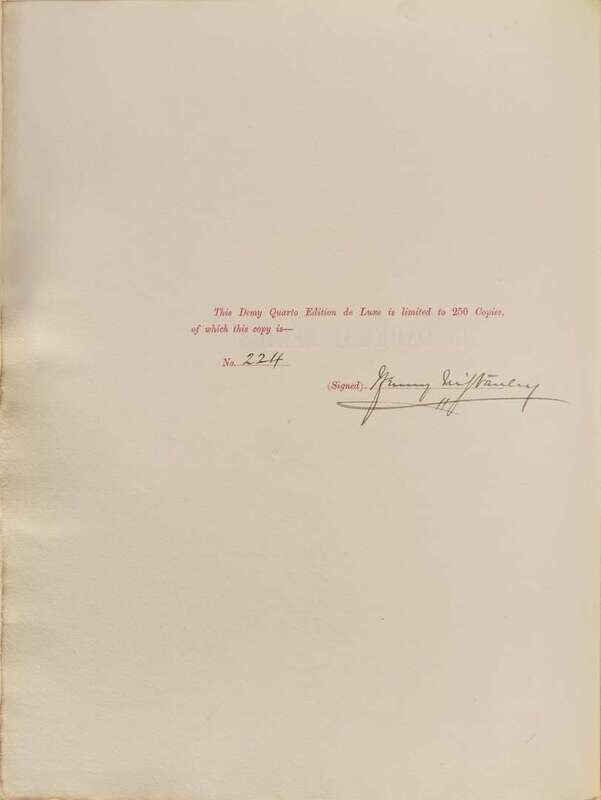 This Demy Quarto Edition de Luxe is limited to 250 Copies,
of which this copy is—
No. 224
(Signed) Henry M. Stanley